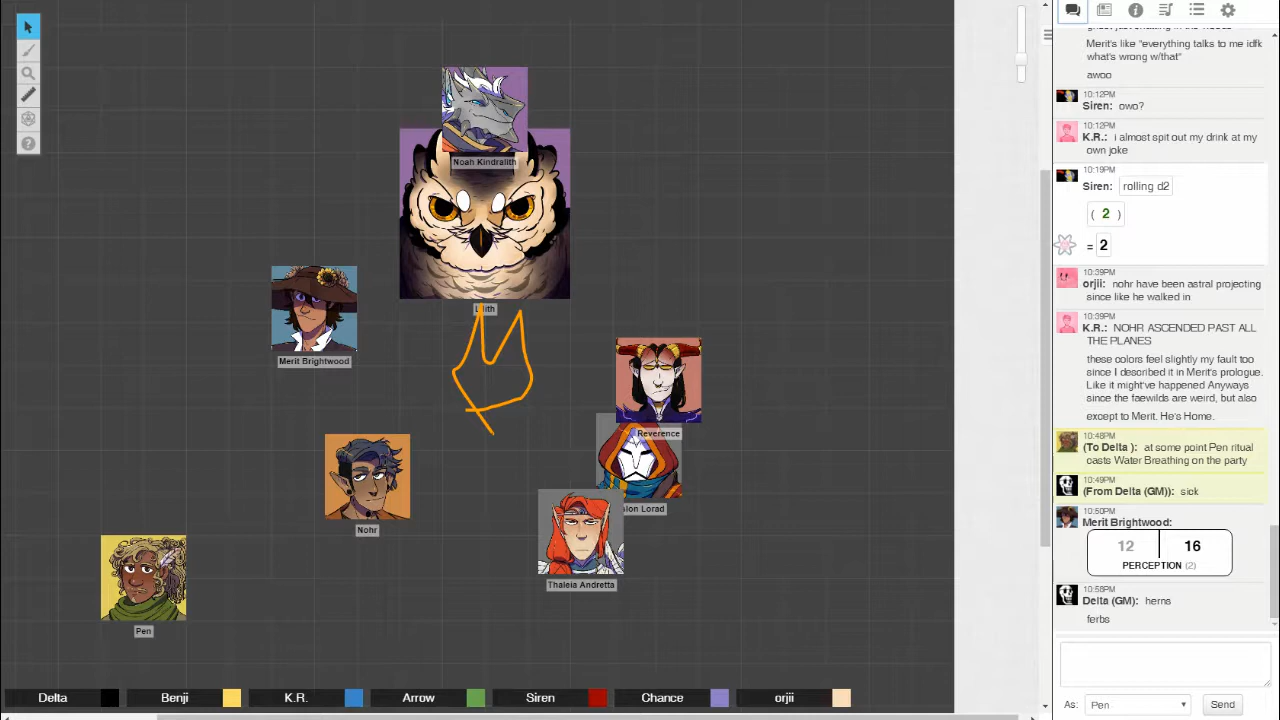 Noah Kindralith
Lilith
Merit Brightwood
Reverence
alon Lorad
Nohr
Thaleia Andretta
Pen
Delta
Benji
K.R.
Arrow
Siren
Chance
orjii
Merit's like "everything talks to me idfk
what's wrong w/that"
awoo
10:12PM
Siren: owo?
10:12PM
K.R.: i almost spit out my drink at my
own joke
10:19PM
Siren: rolling d2
( 2 )
= 2
10:39PM
orjii: nohr have been astral projecting
since like he walked in
10:39PM
K.R.: NOHR ASCENDED PAST ALL
THE PLANES
these colors feel slightly my fault too
since I described it in Merit's prologue.
Like it might've happened Anyways
since the faewilds are weird, but also
except to Merit. He's Home.
10:48PM
(To Delta ): at some point Pen ritual
casts Water Breathing on the party
10:49PM
(From Delta (GM)): sick
10:50PM
Merit Brightwood:
12 16
PERCEPTION (2)
10:58PM
Delta (GM): herns
ferbs
As: Pen Send